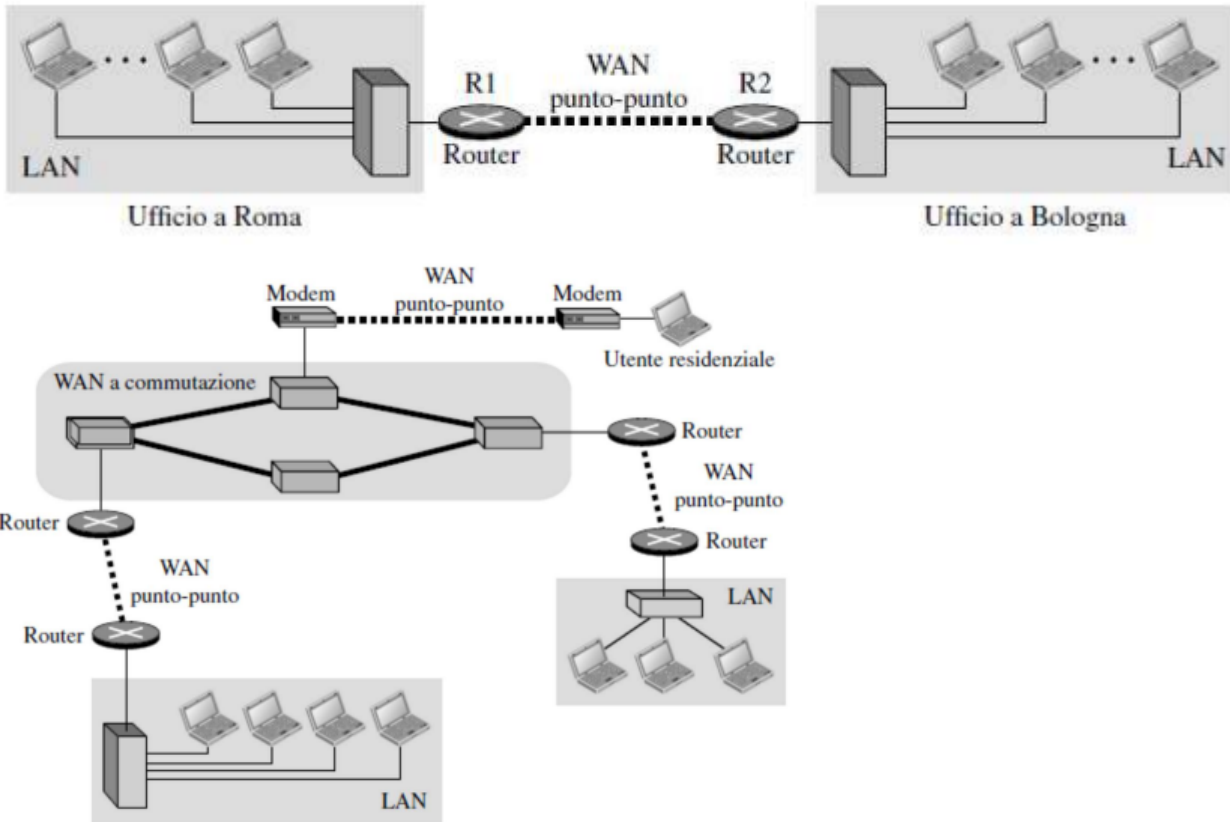 R1
WAN
punto-punto
R2
Router
Router
LAN
LAN
Ufficio a Roma
Ufficio a Bologna
WAN
punto-punto
Modem
Modem
Utente residenziale
WAN a commutazione
Router
WAN
punto-punto
Router
Router
WAN
punto-punto
Router
LAN
LAN